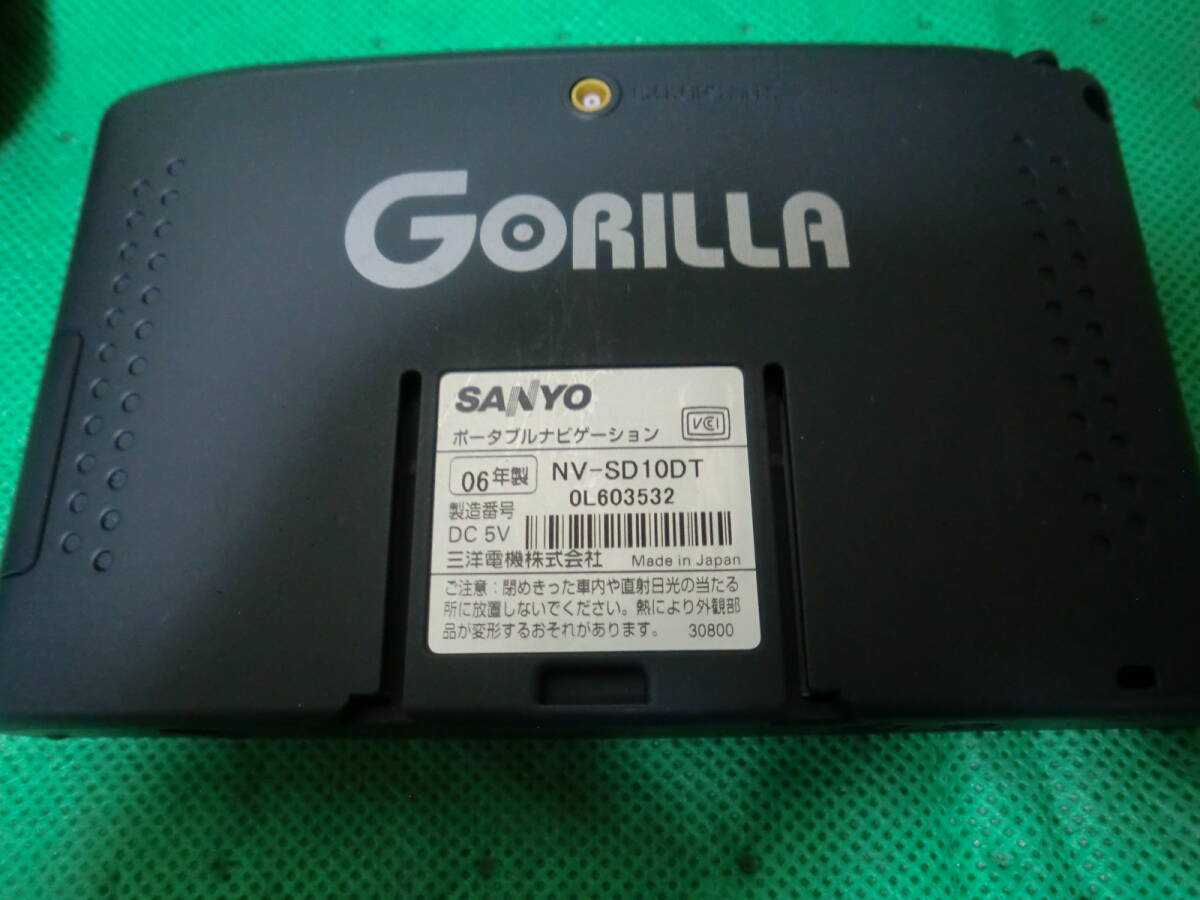 GORILLA
SANYO
ポータブルナビゲーション
VCCI
06年製 NV-SD10DT
0L603532
製造番号
DC 5V
三洋電機株式会社 Made in Japan
ご注意:閉めきった車内や直射日光の当たる
所に放置しないでください。熱により外観部
品が変形するおそれがあります。 30800